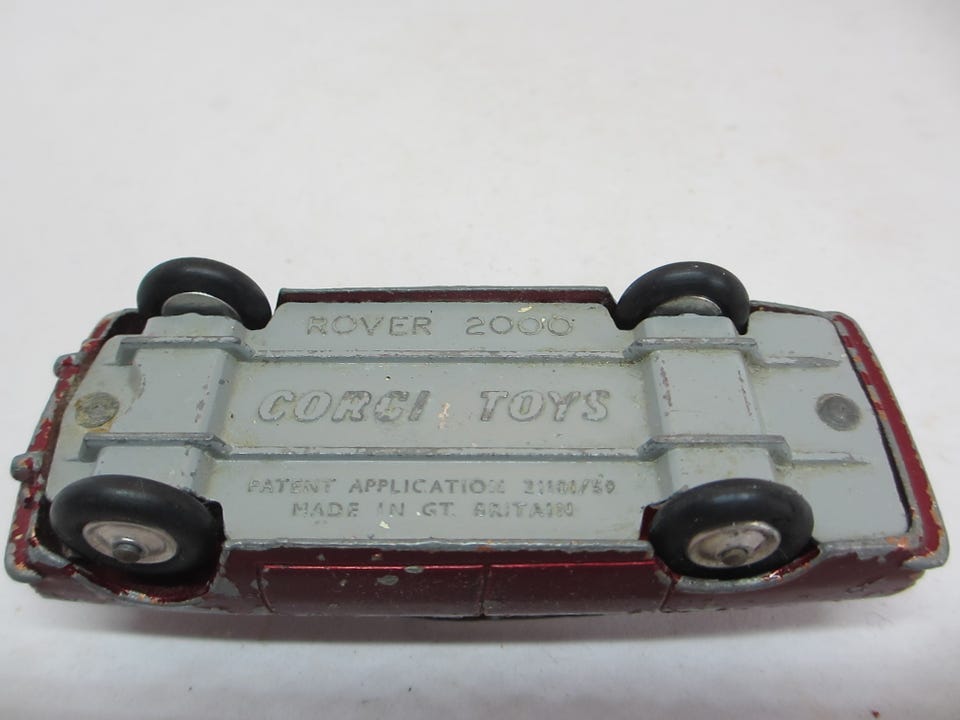 ROVER 2000
CORGI TOYS
PATENT APPLICATION
MADE IN GT. BRITAIN